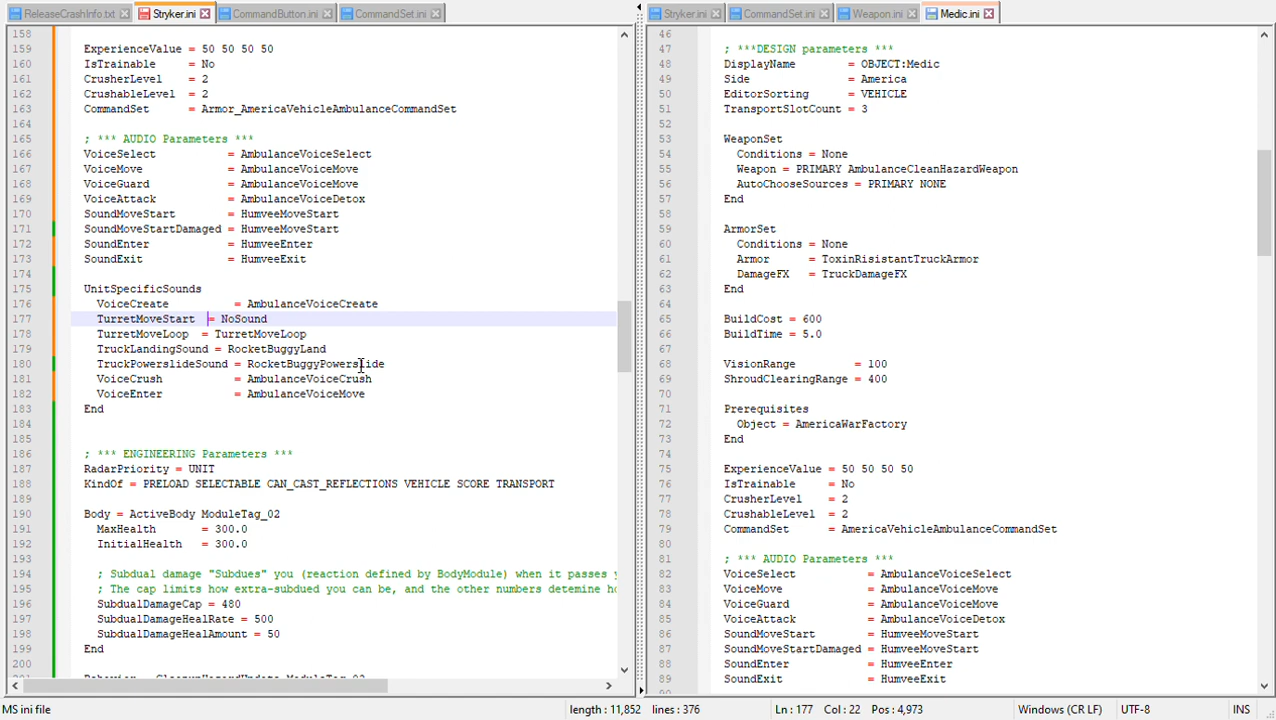 ReleaseCrashInfo.txt Stryker.ini CommandButton.ini CommandSet.ini
158
159 ExperienceValue = 50 50 50 50
160 IsTrainable = No
161 CrusherLevel = 2
162 CrushableLevel = 2
163 CommandSet = Armor_AmericaVehicleAmbulanceCommandSet
164
165 ; *** AUDIO Parameters ***
166 VoiceSelect = AmbulanceVoiceSelect
167 VoiceMove = AmbulanceVoiceMove
168 VoiceGuard = AmbulanceVoiceMove
169 VoiceAttack = AmbulanceVoiceDetox
170 SoundMoveStart = HumveeMoveStart
171 SoundMoveStartDamaged = HumveeMoveStart
172 SoundEnter = HumveeEnter
173 SoundExit = HumveeExit
174
175 UnitSpecificSounds
176 VoiceCreate = AmbulanceVoiceCreate
177 TurretMoveStart = NoSound
178 TurretMoveLoop = TurretMoveLoop
179 TruckLandingSound = RocketBuggyLand
180 TruckPowerslideSound = RocketBuggyPowerslide
181 VoiceCrush = AmbulanceVoiceCrush
182 VoiceEnter = AmbulanceVoiceMove
183 End
184
185
186 ; *** ENGINEERING Parameters ***
187 RadarPriority = UNIT
188 KindOf = PRELOAD SELECTABLE CAN_CAST_REFLECTIONS VEHICLE SCORE TRANSPORT
189
190 Body = ActiveBody ModuleTag_02
191 MaxHealth = 300.0
192 InitialHealth = 300.0
193
194 ; Subdual damage "Subdues" you (reaction defined by BodyModule) when it passes y
195 ; The cap limits how extra-subdued you can be, and the other numbers detemine ho
196 SubdualDamageCap = 480
197 SubdualDamageHealRate = 500
198 SubdualDamageHealAmount = 50
199 End
200
Stryker.ini CommandSet.ini Weapon.ini Medic.ini
46
47 ; ***DESIGN parameters ***
48 DisplayName = OBJECT:Medic
49 Side = America
50 EditorSorting = VEHICLE
51 TransportSlotCount = 3
52
53 WeaponSet
54 Conditions = None
55 Weapon = PRIMARY AmbulanceCleanHazardWeapon
56 AutoChooseSources = PRIMARY NONE
57 End
58
59 ArmorSet
60 Conditions = None
61 Armor = ToxinRisistantTruckArmor
62 DamageFX = TruckDamageFX
63 End
64
65 BuildCost = 600
66 BuildTime = 5.0
67
68 VisionRange = 100
69 ShroudClearingRange = 400
70
71 Prerequisites
72 Object = AmericaWarFactory
73 End
74
75 ExperienceValue = 50 50 50 50
76 IsTrainable = No
77 CrusherLevel = 2
78 CrushableLevel = 2
79 CommandSet = AmericaVehicleAmbulanceCommandSet
80
81 ; *** AUDIO Parameters ***
82 VoiceSelect = AmbulanceVoiceSelect
83 VoiceMove = AmbulanceVoiceMove
84 VoiceGuard = AmbulanceVoiceMove
85 VoiceAttack = AmbulanceVoiceDetox
86 SoundMoveStart = HumveeMoveStart
87 SoundMoveStartDamaged = HumveeMoveStart
88 SoundEnter = HumveeEnter
89 SoundExit = HumveeExit
MS ini file length : 11,852 lines : 376 Ln : 177 Col : 22 Pos : 4,973 Windows (CR LF) UTF-8 INS